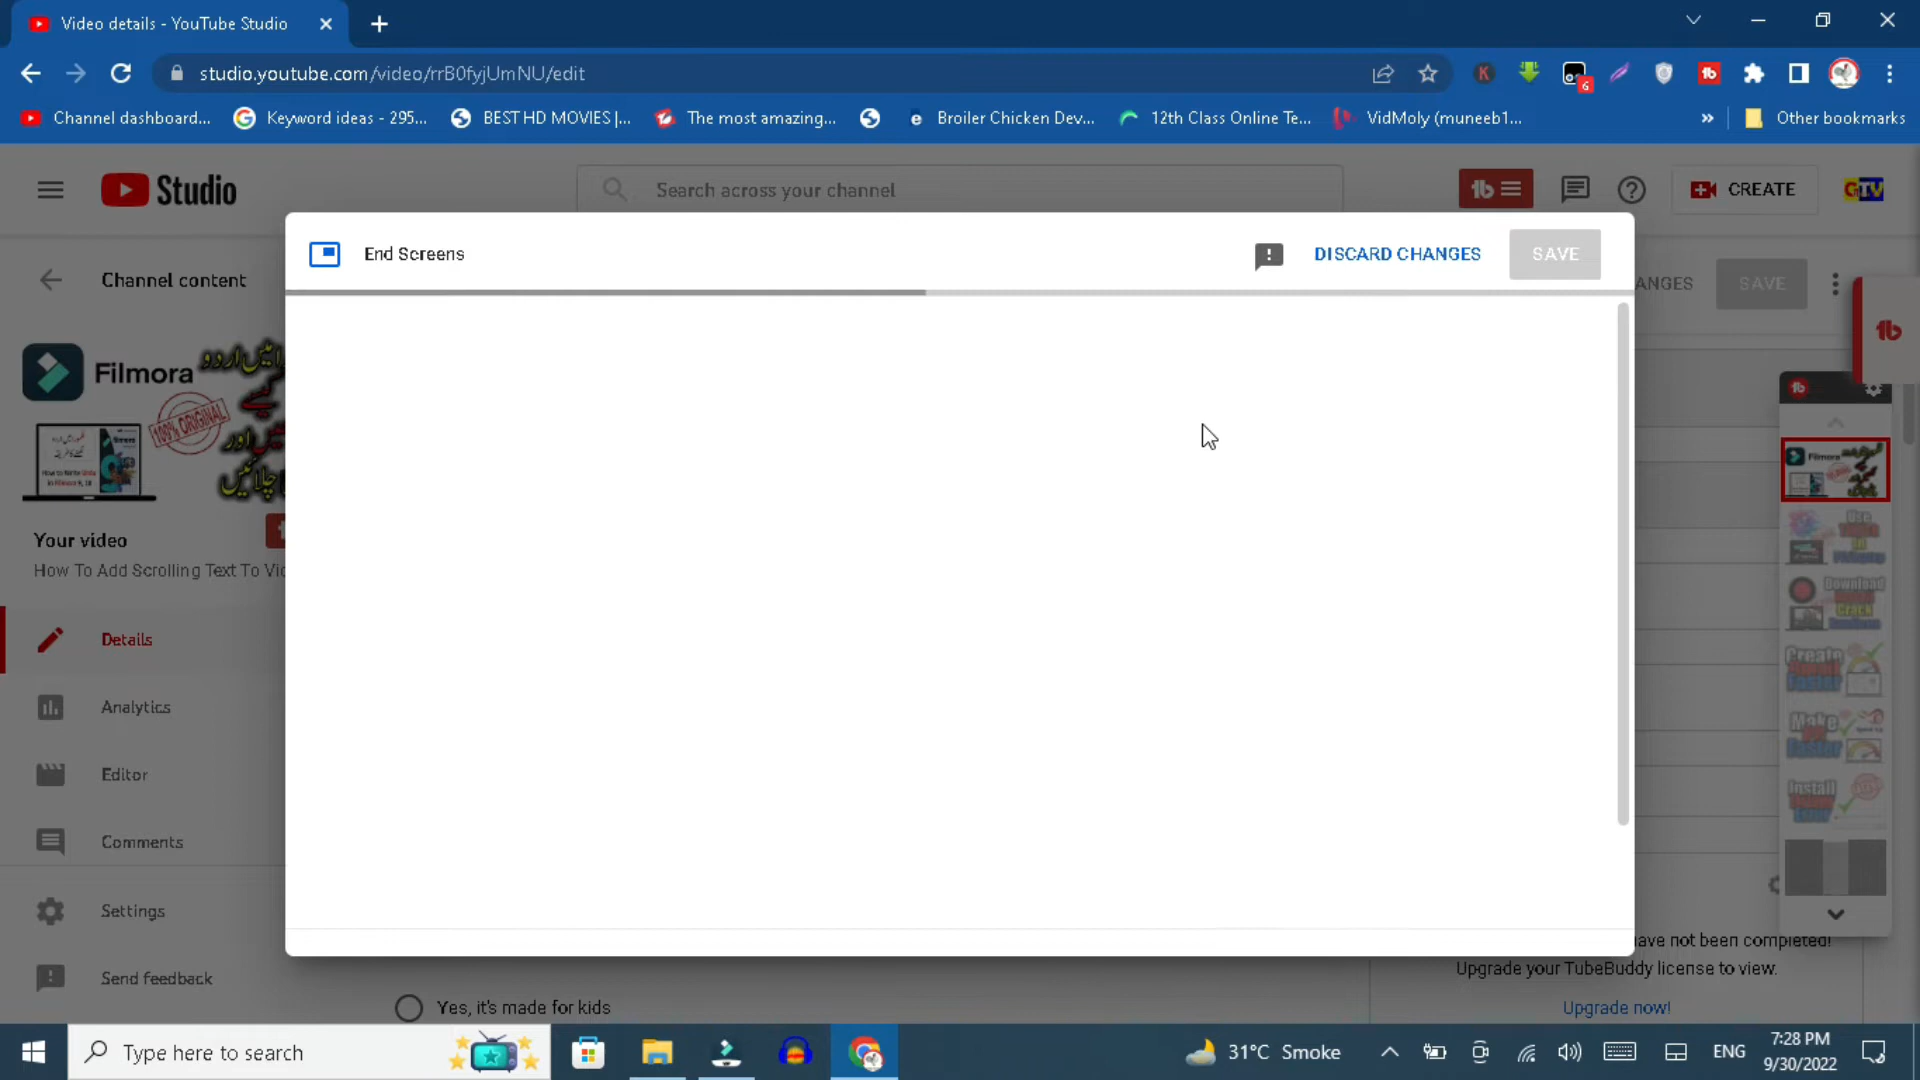 Video details - YouTube Studio
studio.youtube.com/video/rrB0fyjUmNU/edit
6
Channel dashboard...
Keyword ideas - 295...
BEST HD MOVIES |...
The most amazing...
Broiler Chicken Dev...
12th Class Online Te...
VidMoly (muneeb1...
Other bookmarks
Studio
Search across your channel
CREATE
GTV
End Screens
DISCARD CHANGES
SAVE
Channel content
ANGES
SAVE
Filmora
100% ORIGINAL
Your video
How To Add Scrolling Text To Vi
Details
Analytics
Editor
Comments
Settings
Send feedback
Yes, it's made for kids
ave not been completed!
Upgrade your TubeBuddy license to view.
Upgrade now!
Type here to search
31°C Smoke
ENG
7:28 PM
9/30/2022